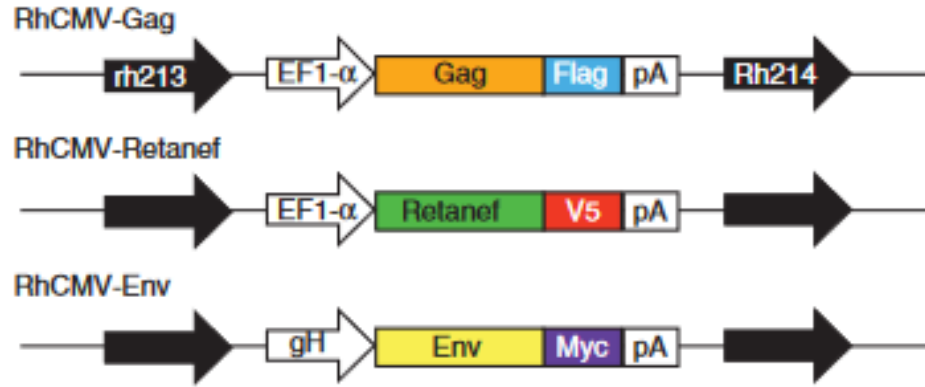 RhCMV-Gag
rh213 EF1-α Gag Flag pA Rh214
RhCMV-Retanef
EF1-α Retanef V5 pA
RhCMV-Env
gH Env Myc pA